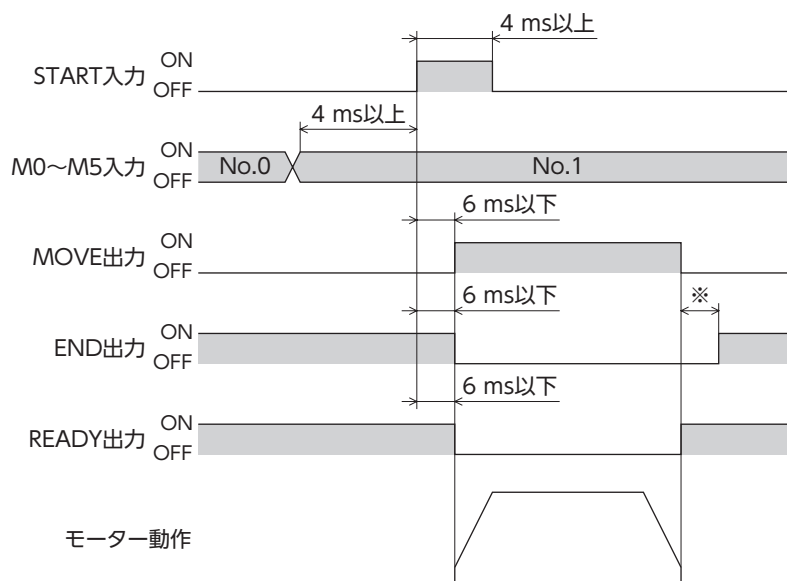 4 ms以上
START入力 ON
OFF
4 ms以上
M0～M5入力 ON
OFF
No.0
No.1
6 ms以下
MOVE出力 ON
OFF
6 ms以下
※
END出力 ON
OFF
6 ms以下
READY出力 ON
OFF
モーター動作